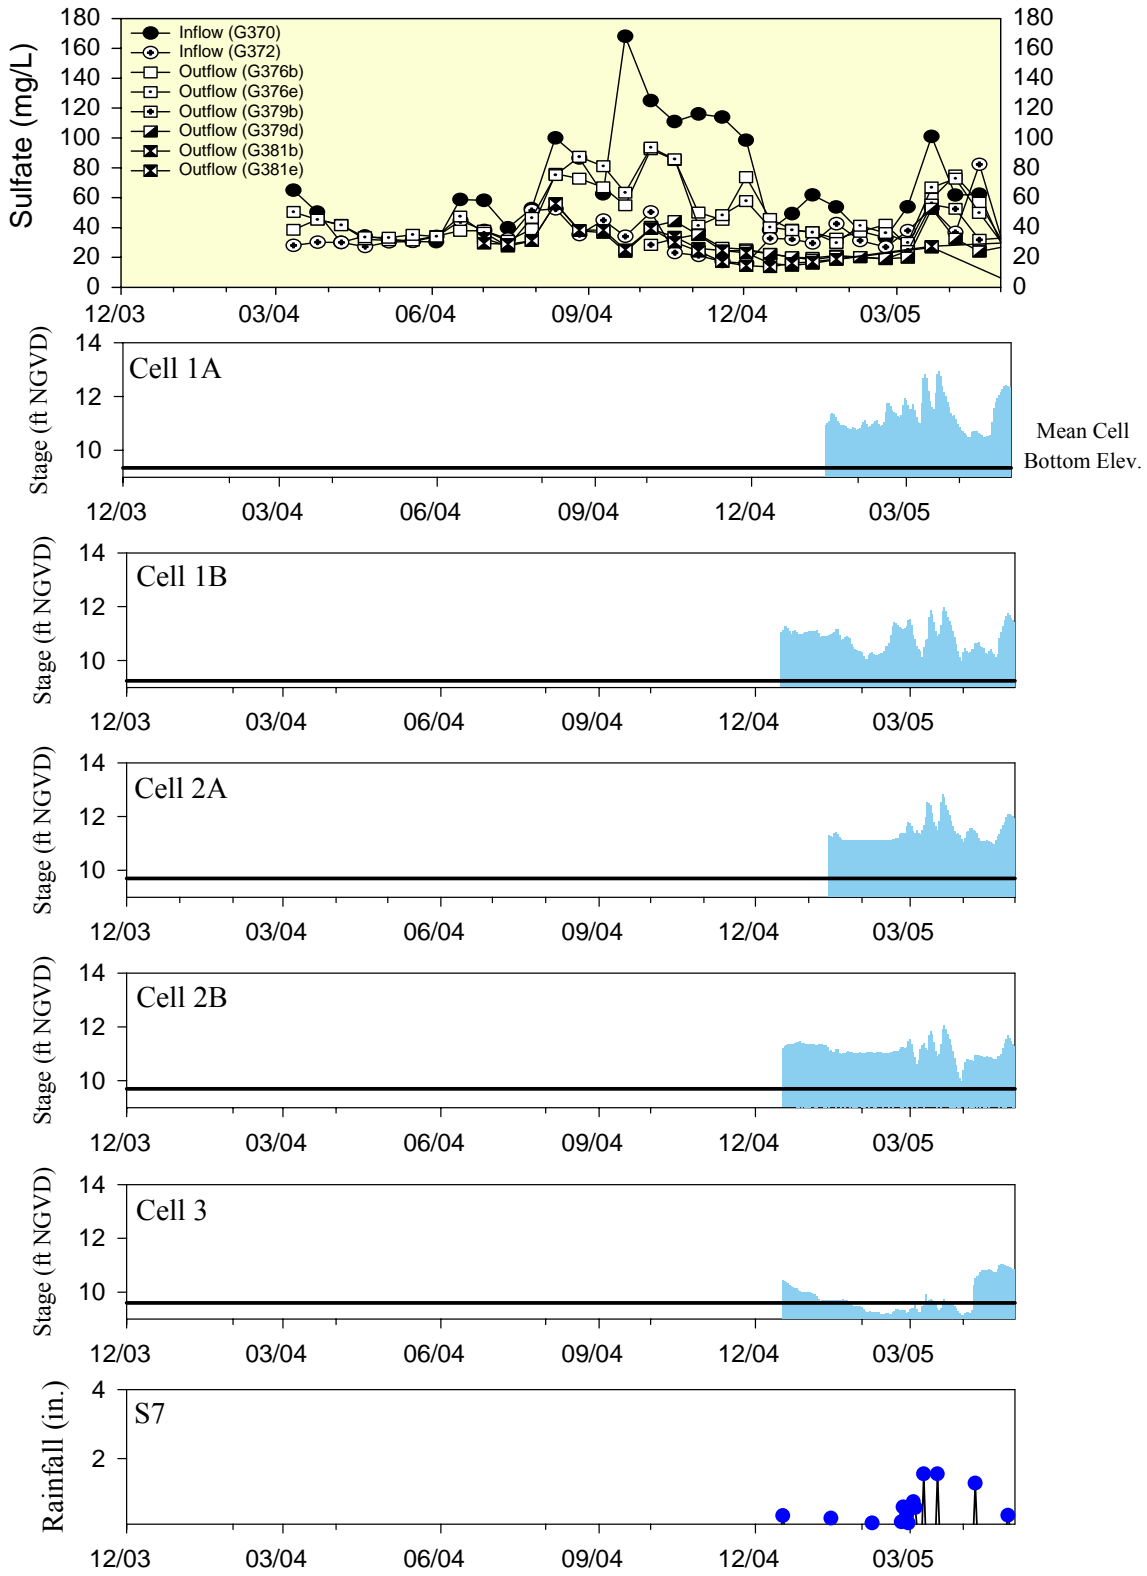 Sulfate (mg/L)
180 180
160 160
140 140
120 120
100 100
80 80
60 60
40 40
20 20
0 0
Inflow (G370)
Inflow (G372)
Outflow (G376b)
Outflow (G376e)
Outflow (G379b)
Outflow (G379d)
Outflow (G381b)
Outflow (G381e)
12/03 03/04 06/04 09/04 12/04 03/05
Stage (ft NGVD)
14
12
10
Cell 1A
Mean Cell
Bottom Elev.
12/03 03/04 06/04 09/04 12/04 03/05
Stage (ft NGVD)
14
12
10
Cell 1B
12/03 03/04 06/04 09/04 12/04 03/05
Stage (ft NGVD)
14
12
10
Cell 2A
12/03 03/04 06/04 09/04 12/04 03/05
Stage (ft NGVD)
14
12
10
Cell 2B
12/03 03/04 06/04 09/04 12/04 03/05
Stage (ft NGVD)
14
12
10
Cell 3
12/03 03/04 06/04 09/04 12/04 03/05
Rainfall (in.)
4
2
S7
12/03 03/04 06/04 09/04 12/04 03/05